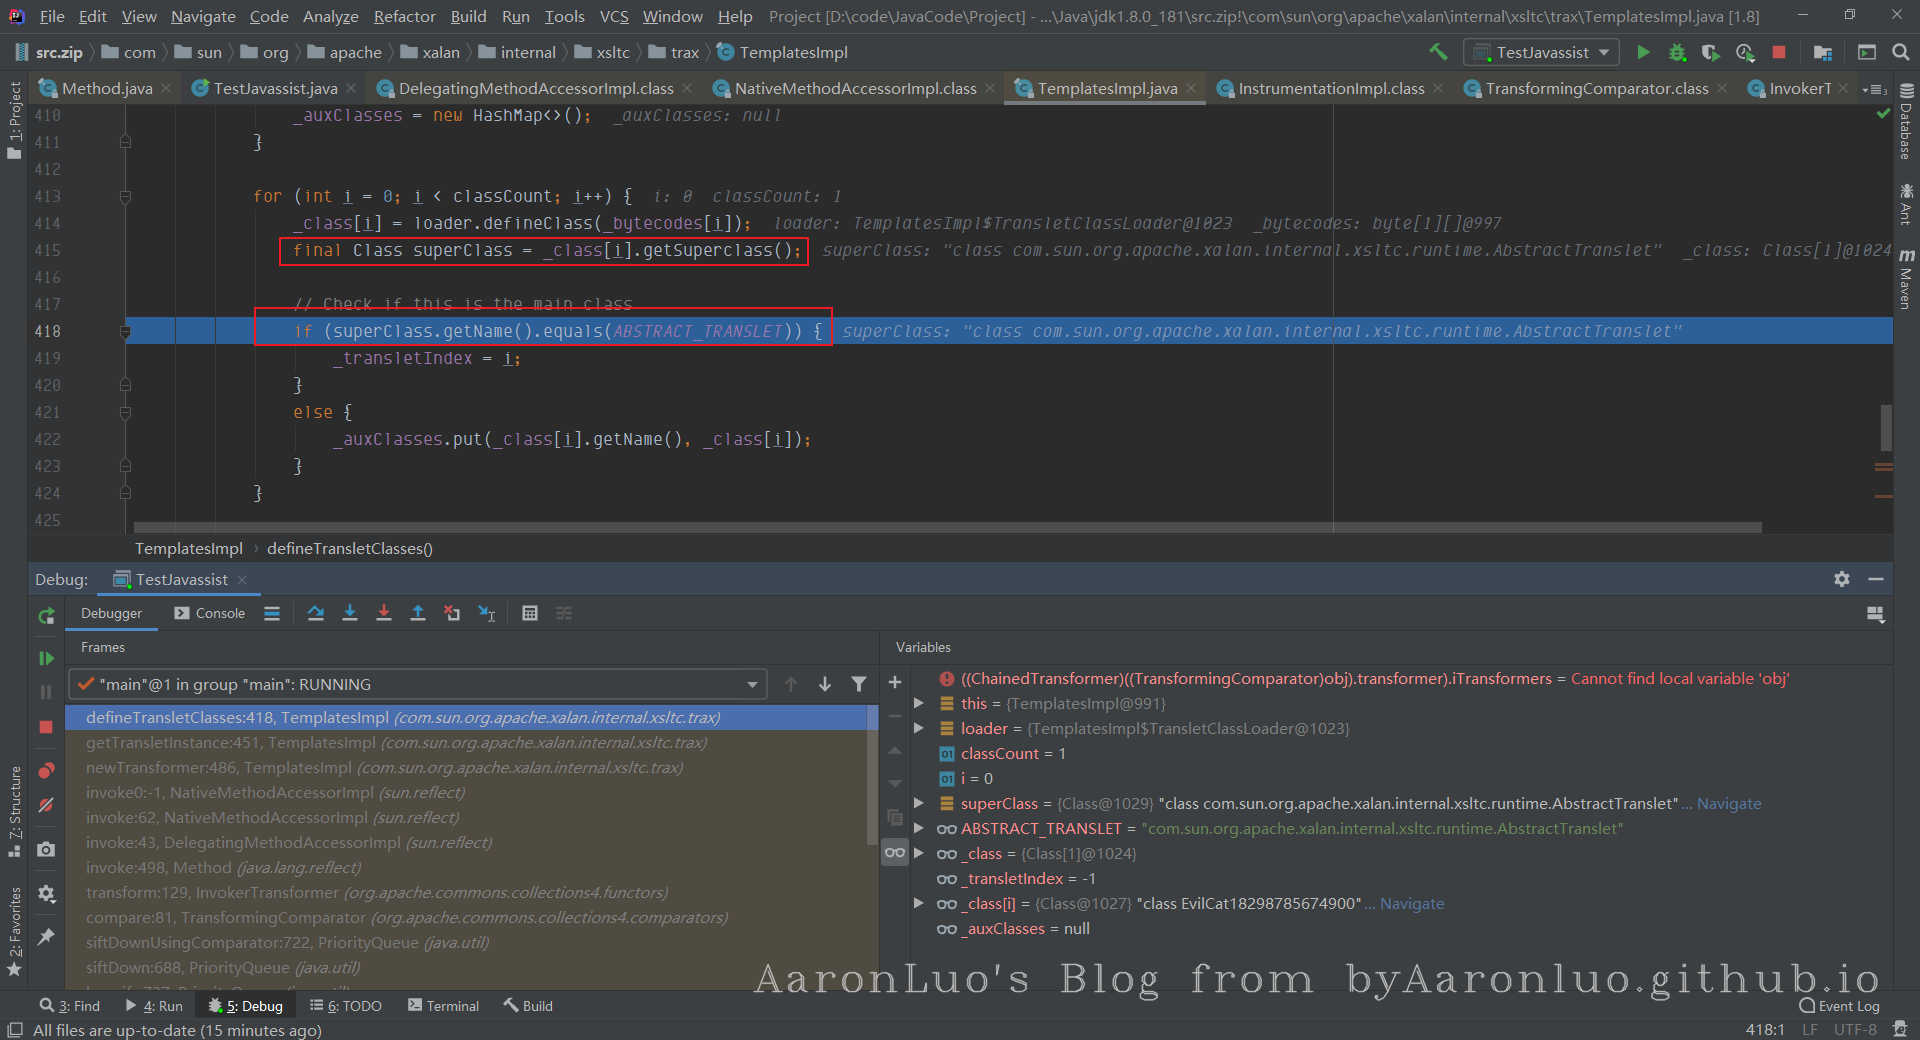 File Edit View Navigate Code Analyze Refactor Build Run Tools VCS Window Help Project [D:\code\JavaCode\Project] - ...\Java\jdk1.8.0_181\src.zip!\com\sun\org\apache\xalan\internal\xsltc\trax\TemplatesImpl.java [1.8]
src.zip com sun org apache xalan internal xsltc trax TemplatesImpl TestJavassist
Method.java TestJavassist.java DelegatingMethodAccessorImpl.class NativeMethodAccessorImpl.class TemplatesImpl.java InstrumentationImpl.class TransformingComparator.class InvokerT
1: Project
Database
Ant
Maven
410 _auxClasses = new HashMap<>(); _auxClasses: null
411 }
412
413 for (int i = 0; i < classCount; i++) { i: 0 classCount: 1
414 _class[i] = loader.defineClass(_bytecodes[i]); loader: TemplatesImpl$TransletClassLoader@1023 _bytecodes: byte[1][]@997
415 final Class superClass = _class[i].getSuperclass(); superClass: "class com.sun.org.apache.xalan.internal.xsltc.runtime.AbstractTranslet" _class: Class[1]@1024
416
417 // Check if this is the main class
418 if (superClass.getName().equals(ABSTRACT_TRANSLET)) { superClass: "class com.sun.org.apache.xalan.internal.xsltc.runtime.AbstractTranslet"
419 _transletIndex = i;
420 }
421 else {
422 _auxClasses.put(_class[i].getName(), _class[i]);
423 }
424 }
425
TemplatesImpl › defineTransletClasses()
Debug: TestJavassist
Debugger Console
Frames
"main"@1 in group "main": RUNNING
defineTransletClasses:418, TemplatesImpl (com.sun.org.apache.xalan.internal.xsltc.trax)
getTransletInstance:451, TemplatesImpl (com.sun.org.apache.xalan.internal.xsltc.trax)
newTransformer:486, TemplatesImpl (com.sun.org.apache.xalan.internal.xsltc.trax)
invoke0:-1, NativeMethodAccessorImpl (sun.reflect)
invoke:62, NativeMethodAccessorImpl (sun.reflect)
invoke:43, DelegatingMethodAccessorImpl (sun.reflect)
invoke:498, Method (java.lang.reflect)
transform:129, InvokerTransformer (org.apache.commons.collections4.functors)
compare:81, TransformingComparator (org.apache.commons.collections4.comparators)
siftDownUsingComparator:722, PriorityQueue (java.util)
siftDown:688, PriorityQueue (java.util)
Variables
((ChainedTransformer)((TransformingComparator)obj).transformer).iTransformers = Cannot find local variable 'obj'
this = {TemplatesImpl@991}
loader = {TemplatesImpl$TransletClassLoader@1023}
classCount = 1
i = 0
superClass = {Class@1029} "class com.sun.org.apache.xalan.internal.xsltc.runtime.AbstractTranslet"... Navigate
ABSTRACT_TRANSLET = "com.sun.org.apache.xalan.internal.xsltc.runtime.AbstractTranslet"
_class = {Class[1]@1024}
_transletIndex = -1
_class[i] = {Class@1027} "class EvilCat18298785674900"... Navigate
_auxClasses = null
7: Structure
2: Favorites
AaronLuo's Blog from byAaronluo.github.io
3: Find 4: Run 5: Debug 6: TODO Terminal Build Event Log
All files are up-to-date (15 minutes ago) 418:1 LF UTF-8